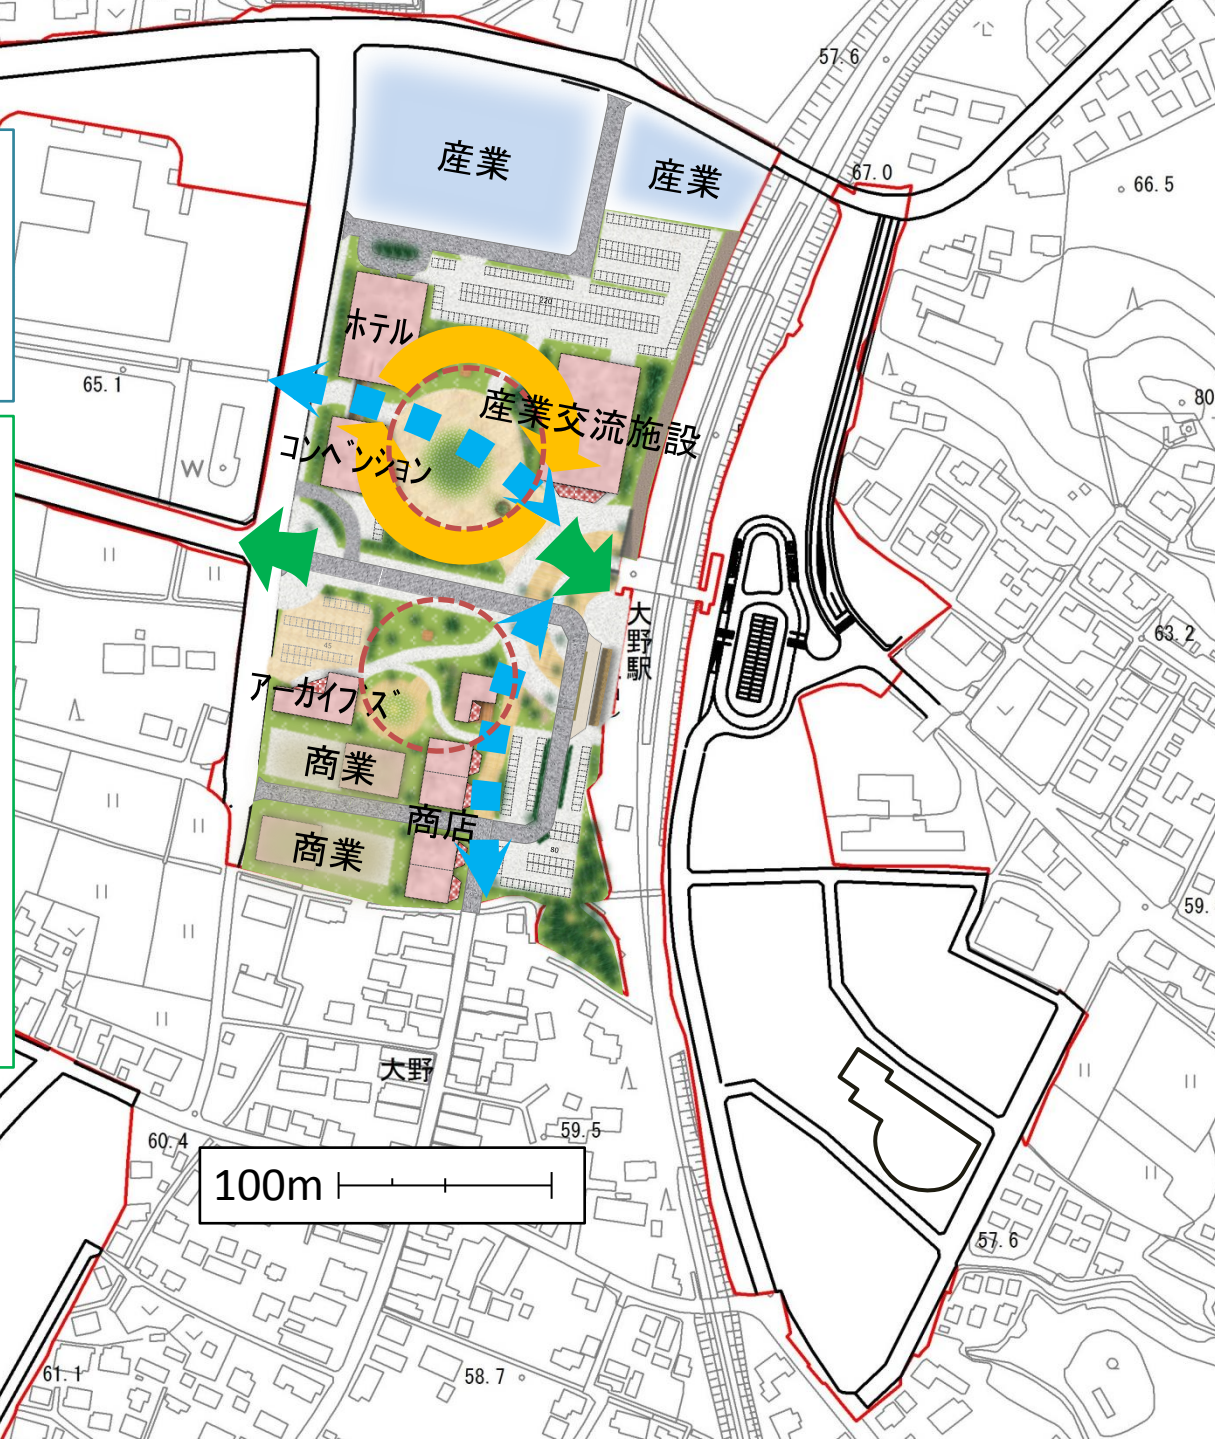 57.6
産業
産業
67.0
66.5
230
ホテル
65.1
80
産業交流施設
コンベンション
大野駅
63.2
45
アーカイブズ
商業
商店
商業
80
59.
大野
59.5
60.4
100m
57.6
61.1
58.7